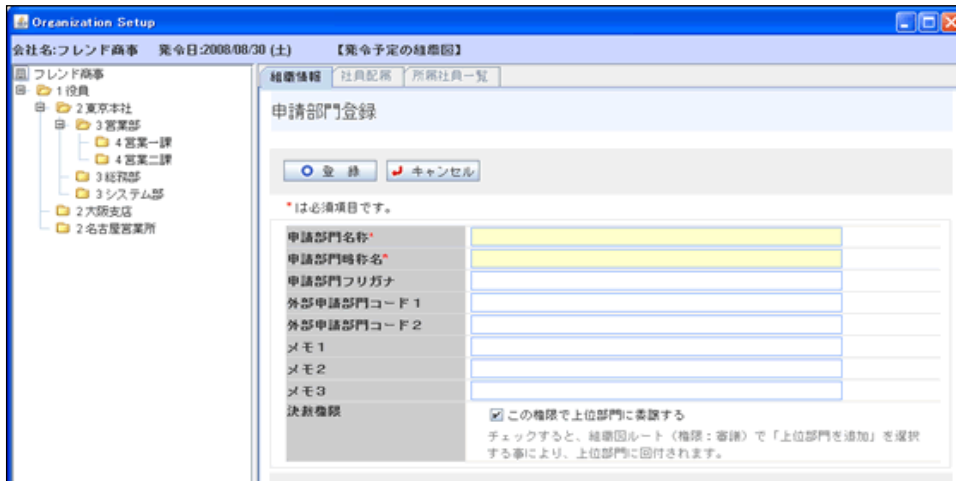 Organization Setup
会社名:フレンド商事 発令日:2008/08/30 (土) 【発令予定の組織図】
フレンド商事
1役員
2東京本社
3営業部
4営業一課
4営業二課
3総務部
3システム部
2大阪支店
2名古屋営業所
組織情報 社員配属 所属社員一覧
申請部門登録
登 録 キャンセル
*は必須項目です。
申請部門名称*
申請部門略称名*
申請部門フリガナ
外部申請部門コード1
外部申請部門コード2
メモ1
メモ2
メモ3
決裁権限 この権限で上位部門に委譲する
チェックすると、組織図ルート（権限：審議）で「上位部門を追加」を選択
する事により、上位部門に回付されます。